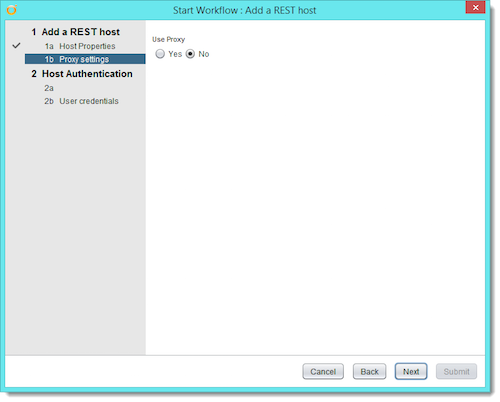 Start Workflow : Add a REST host
1 Add a REST host
1a Host Properties
1b Proxy settings
2 Host Authentication
2a
2b User credentials
Use Proxy
Yes No
Cancel Back Next Submit